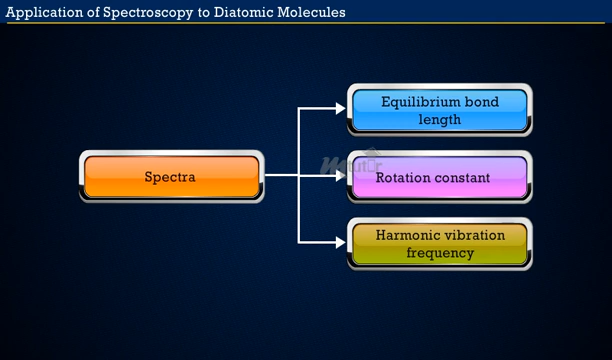 Application of Spectroscopy to Diatomic Molecules
Equilibrium bond
length
Spectra
Rotation constant
Harmonic vibration
frequency